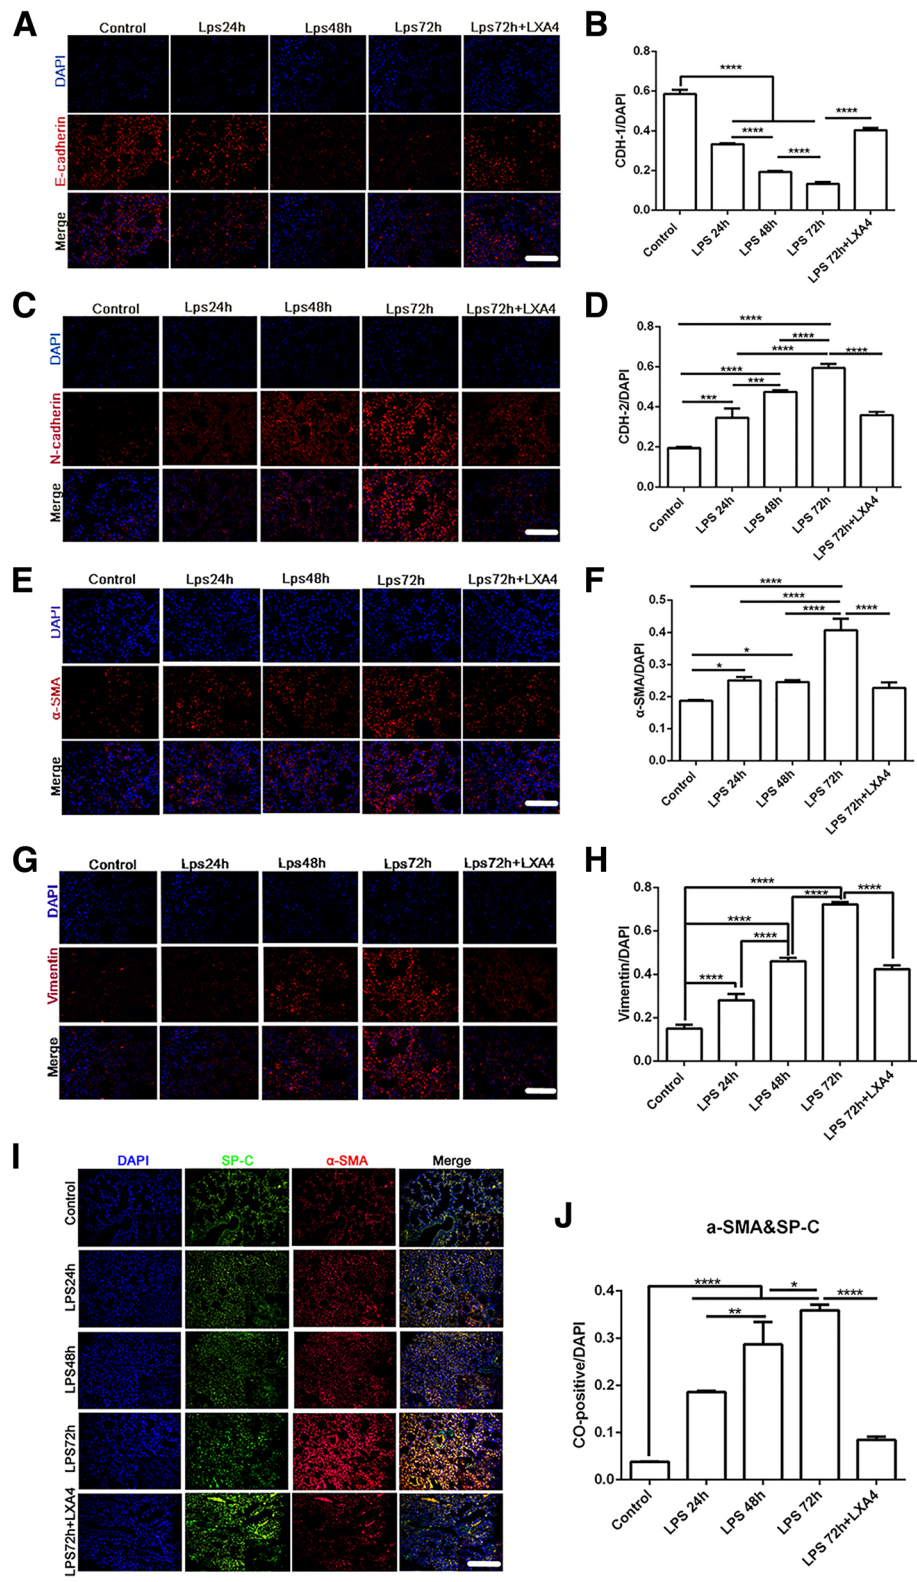 A
Control Lps24h Lps48h Lps72h Lps72h+LXA4
DAPI
E-cadherin
Merge
B
CDH-1/DAPI
0.8
0.6
0.4
0.2
0.0
**** **** **** ****
Control LPS 24h LPS 48h LPS 72h LPS 72h+LXA4
C
Control Lps24h Lps48h Lps72h Lps72h+LXA4
DAPI
N-cadherin
Merge
D
CDH-2/DAPI
0.8
0.6
0.4
0.2
0.0
****
****
**** ****
****
***
***
Control LPS 24h LPS 48h LPS 72h LPS 72h+LXA4
E
Control Lps24h Lps48h Lps72h Lps72h+LXA4
DAPI
α-SMA
Merge
F
α-SMA/DAPI
0.5
0.4
0.3
0.2
0.1
0.0
****
****
**** ****
*
*
Control LPS 24h LPS 48h LPS 72h LPS 72h+LXA4
G
Control Lps24h Lps48h Lps72h Lps72h+LXA4
DAPI
Vimentin
Merge
H
Vimentin/DAPI
0.8
0.6
0.4
0.2
0.0
****
**** ****
****
****
****
Control LPS 24h LPS 48h LPS 72h LPS 72h+LXA4
I
DAPI SP-C α-SMA Merge
Control
LPS24h
LPS48h
LPS72h
LPS72h+LXA4
J
a-SMA&SP-C
CO-positive/DAPI
0.4
0.3
0.2
0.1
0.0
**** * ****
**
Control LPS 24h LPS 48h LPS 72h LPS 72h+LXA4